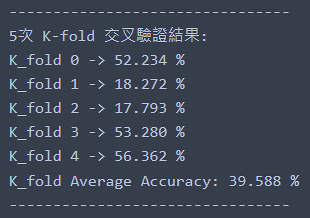 --------------------------------
5次 K-fold 交叉驗證結果:
K_fold 0 -> 52.234 %
K_fold 1 -> 18.272 %
K_fold 2 -> 17.793 %
K_fold 3 -> 53.280 %
K_fold 4 -> 56.362 %
K_fold Average Accuracy: 39.588 %
--------------------------------